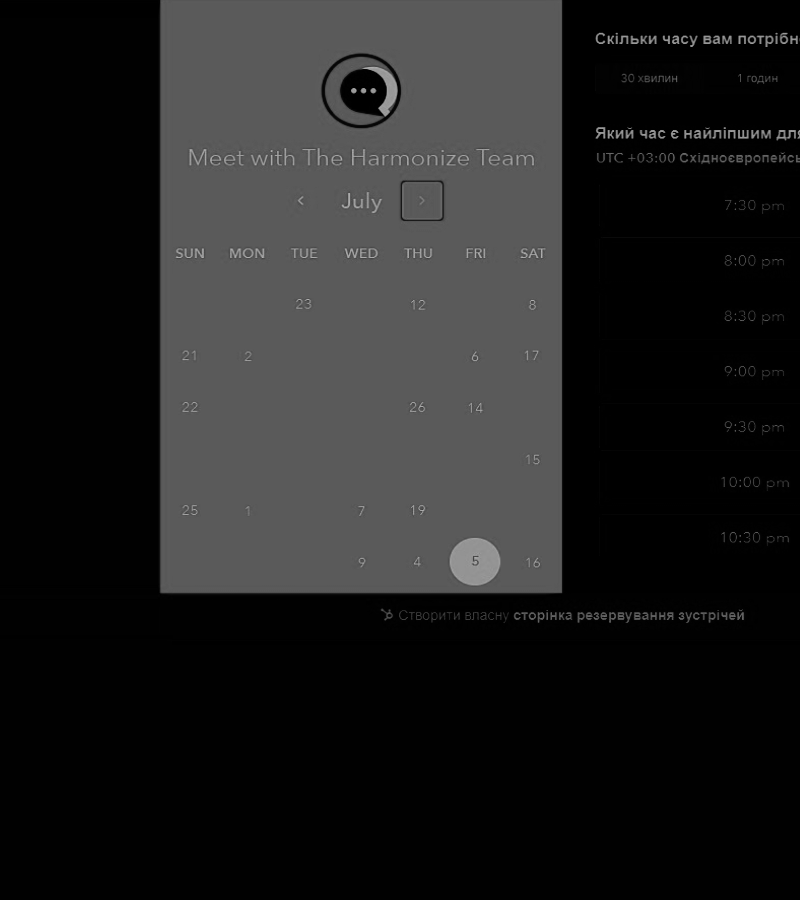 Meet with The Harmonize Team
July
SUN MON TUE WED THU FRI SAT
23 12 8
21 2 6 17
22 26 14
15
25 1 7 19
9 4 5 16
Скільки часу вам потрібн
30 хвилин 1 годин
Який час є найліпшим для
UTC +03:00 Східноєвропейсь
7:30 pm
8:00 pm
8:30 pm
9:00 pm
9:30 pm
10:00 pm
10:30 pm
Створити власну сторінка резервування зустрічей